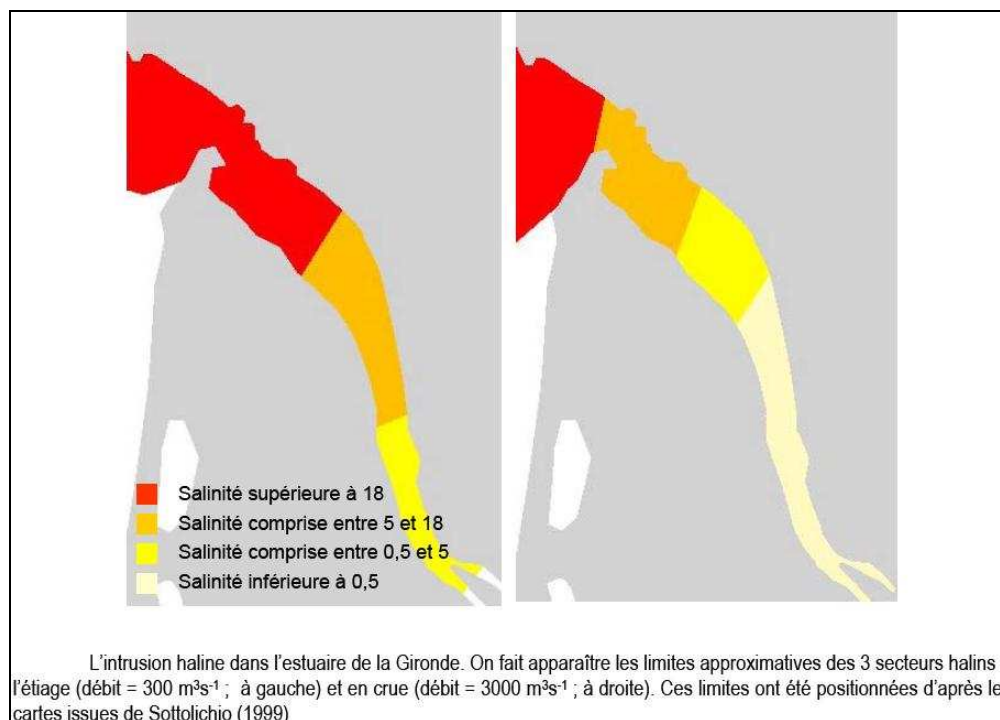 Salinité supérieure à 18
Salinité comprise entre 5 et 18
Salinité comprise entre 0,5 et 5
Salinité inférieure à 0,5
L'intrusion haline dans l'estuaire de la Gironde. On fait apparaître les limites approximatives des 3 secteurs halins
l'étiage (débit = 300 m³s⁻¹ ; à gauche) et en crue (débit = 3000 m³s⁻¹ ; à droite). Ces limites ont été positionnées d'après le
cartes issues de Sottolichio (1999)